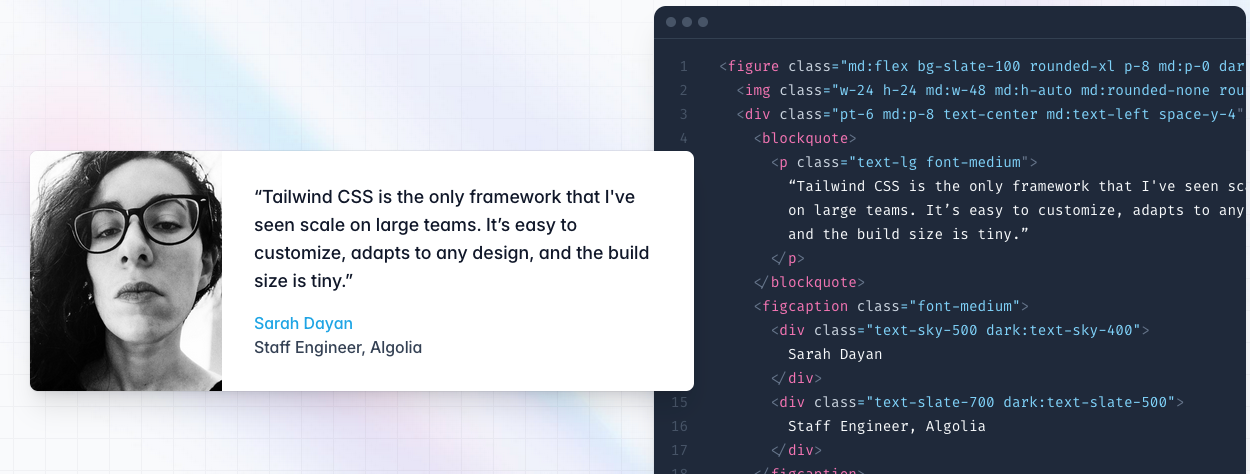 “Tailwind CSS is the only framework that I've
seen scale on large teams. It’s easy to
customize, adapts to any design, and the build
size is tiny.”
Sarah Dayan
Staff Engineer, Algolia
1 <figure class="md:flex bg-slate-100 rounded-xl p-8 md:p-0 dar
2 <img class="w-24 h-24 md:w-48 md:h-auto md:rounded-none rou
3 <div class="pt-6 md:p-8 text-center md:text-left space-y-4"
4 <blockquote>
<p class="text-lg font-medium">
“Tailwind CSS is the only framework that I've seen sc
on large teams. It’s easy to customize, adapts to any
and the build size is tiny.”
</p>
</blockquote>
<figcaption class="font-medium">
<div class="text-sky-500 dark:text-sky-400">
Sarah Dayan
</div>
15 <div class="text-slate-700 dark:text-slate-500">
16 Staff Engineer, Algolia
17 </div>
18 </figcaption>